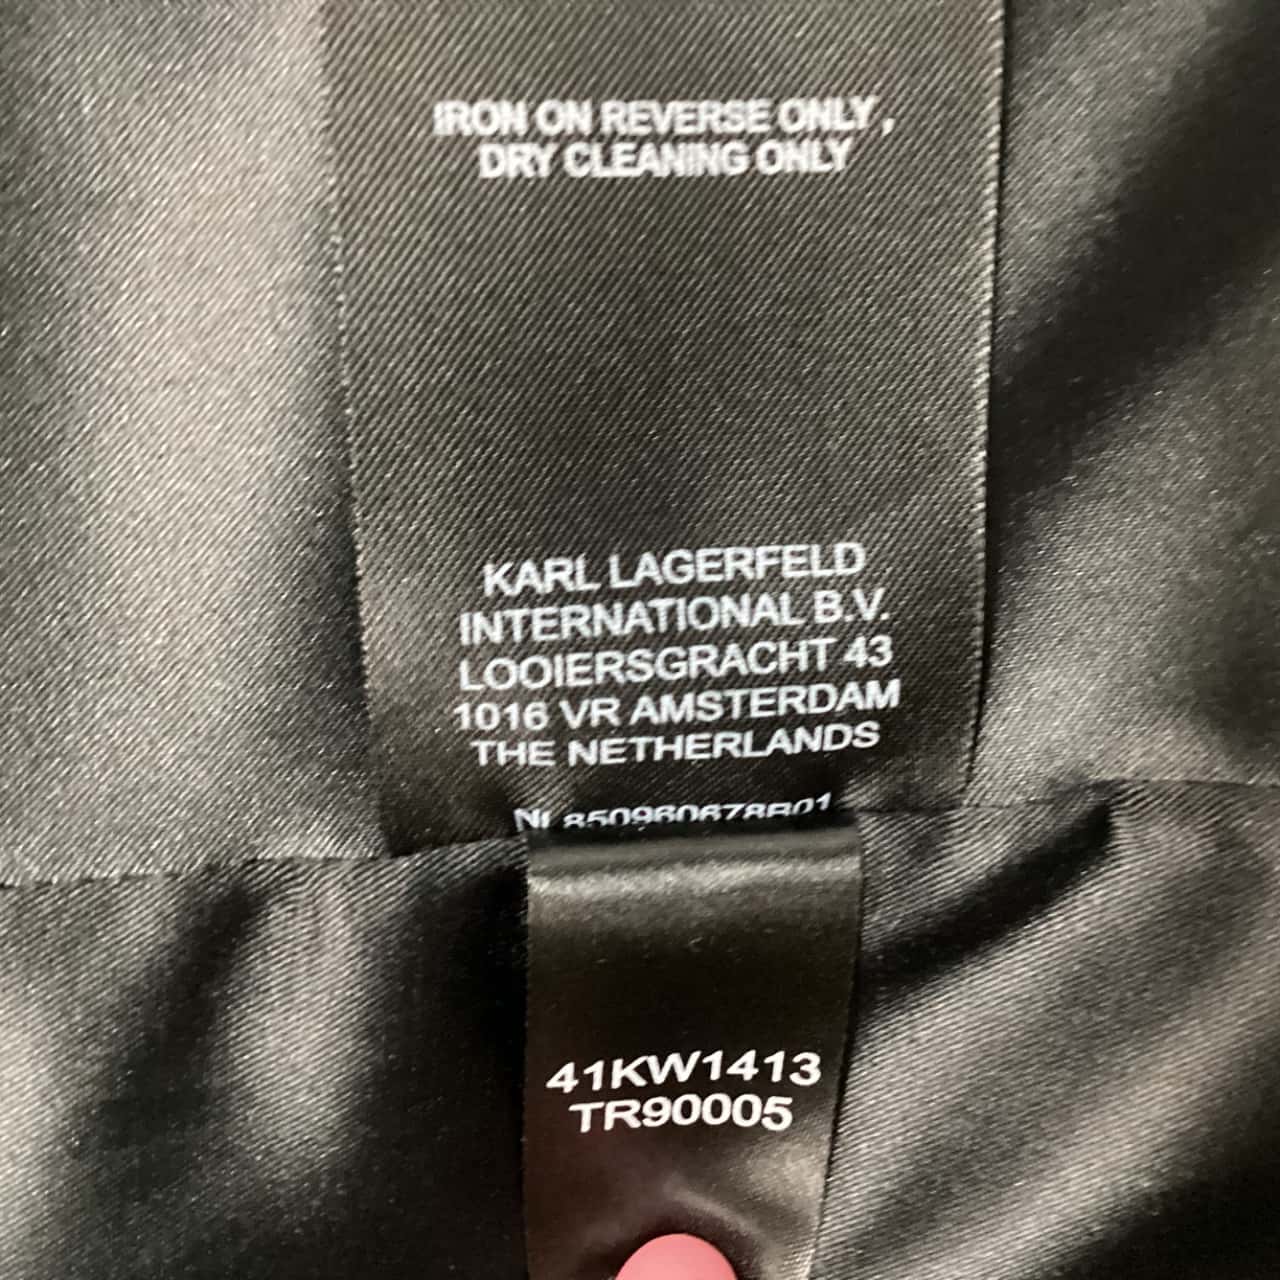 IRON ON REVERSE ONLY,
DRY CLEANING ONLY
KARL LAGERFELD
INTERNATIONAL B.V.
LOOIERSGRACHT 43
1016 VR AMSTERDAM
THE NETHERLANDS
NL850960678B01
41KW1413
TR90005